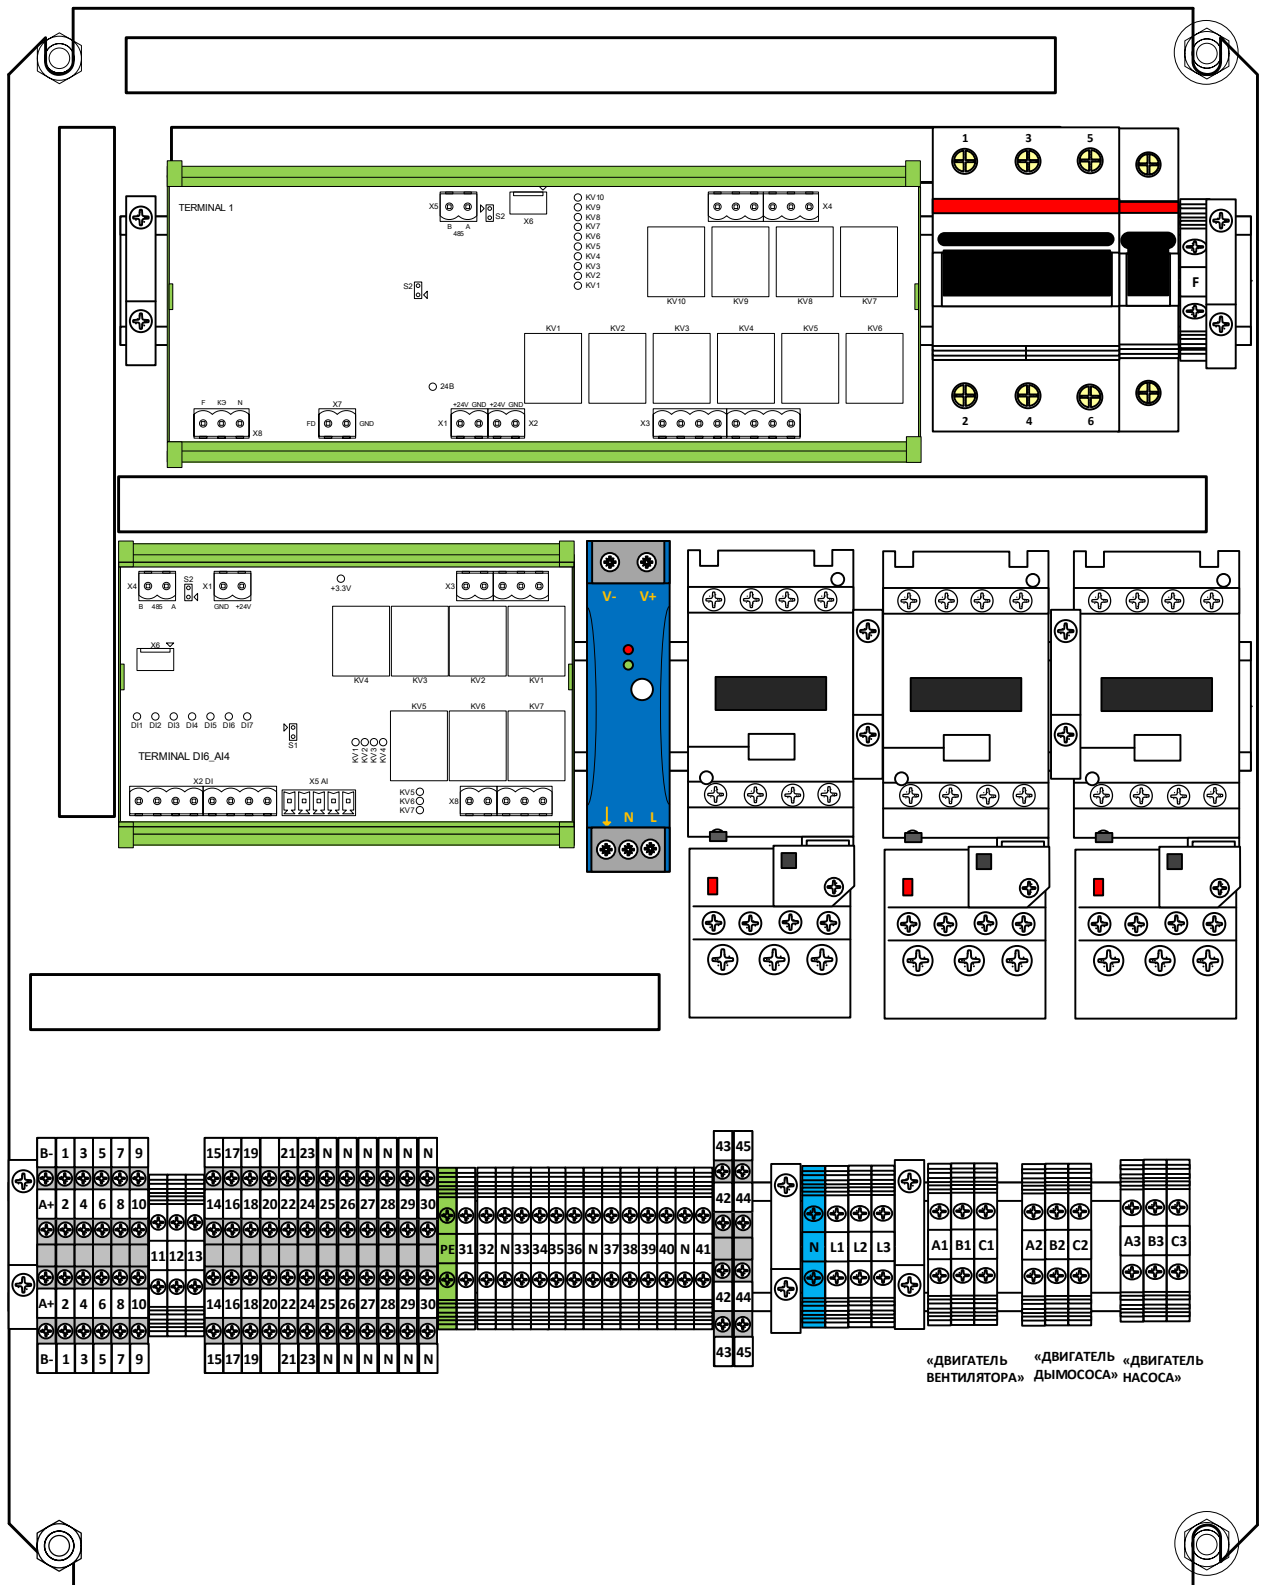 1 3 5
TERMINAL 1
X5
B A
485
S2
X6
KV10
KV9
KV8
KV7
KV6
KV5
KV4
KV3
KV2
KV1
X4
S2
KV10 KV9 KV8 KV7
KV1 KV2 KV3 KV4 KV5 KV6
F
24В
F КЭ N
X8
X7
FD GND
+24V GND +24V GND
X1 X2
X3
2 4 6
X4
B 485 A
S2
X1
GND +24V
+3.3V
X3
V- V+
X6
KV4 KV3 KV2 KV1
KV5 KV6 KV7
DI1 DI2 DI3 DI4 DI5 DI6 DI7
S1
KV1 KV2 KV3 KV4
TERMINAL DI6_AI4
X2 DI X5 AI
KV5
KV6
KV7
X8
N L
B- 1 3 5 7 9 15 17 19 21 23 N N N N N N 43 45
A+ 2 4 6 8 10 14 16 18 20 22 24 25 26 27 28 29 30 42 44
11 12 13 PE 31 32 N 33 34 35 36 N 37 38 39 40 N 41 N L1 L2 L3 A1 B1 C1 A2 B2 C2 A3 B3 C3
A+ 2 4 6 8 10 14 16 18 20 22 24 25 26 27 28 29 30 42 44
B- 1 3 5 7 9 15 17 19 21 23 N N N N N N 43 45
«ДВИГАТЕЛЬ
ВЕНТИЛЯТОРА»
«ДВИГАТЕЛЬ
ДЫМОСОСА»
«ДВИГАТЕЛЬ
НАСОСА»